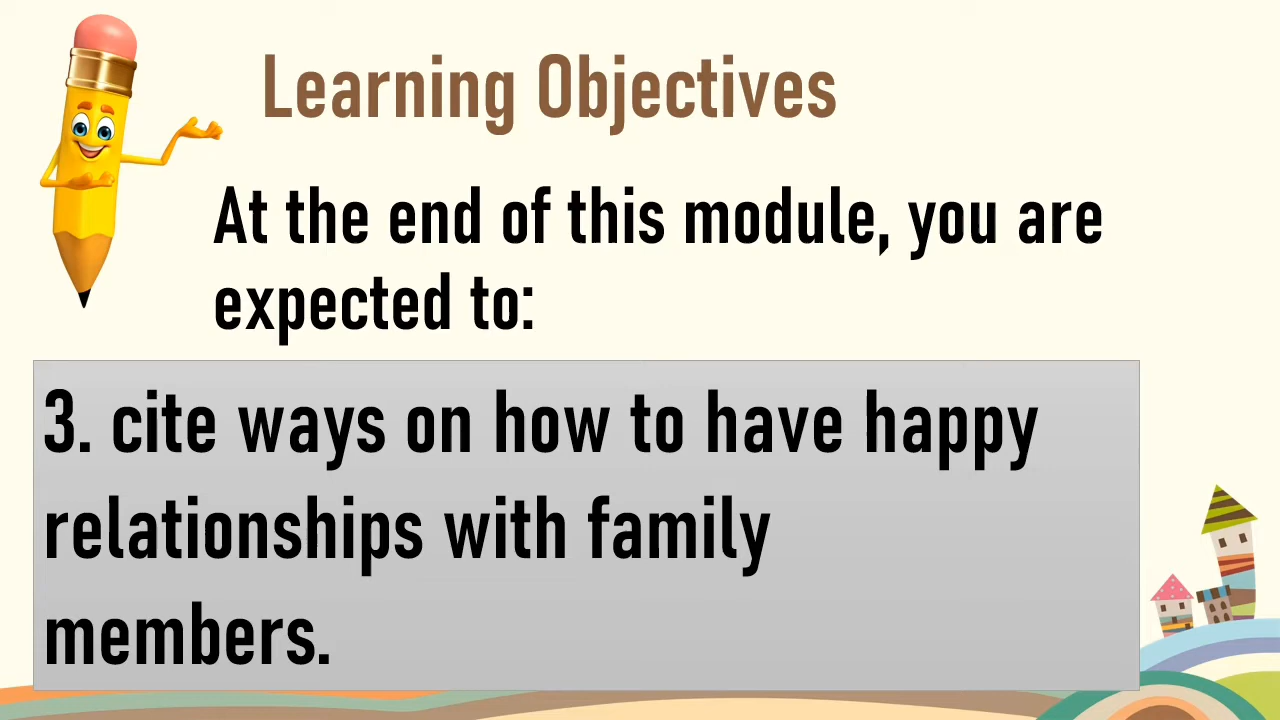 Learning Objectives
At the end of this module, you are
expected to:
3. cite ways on how to have happy
relationships with family
members.